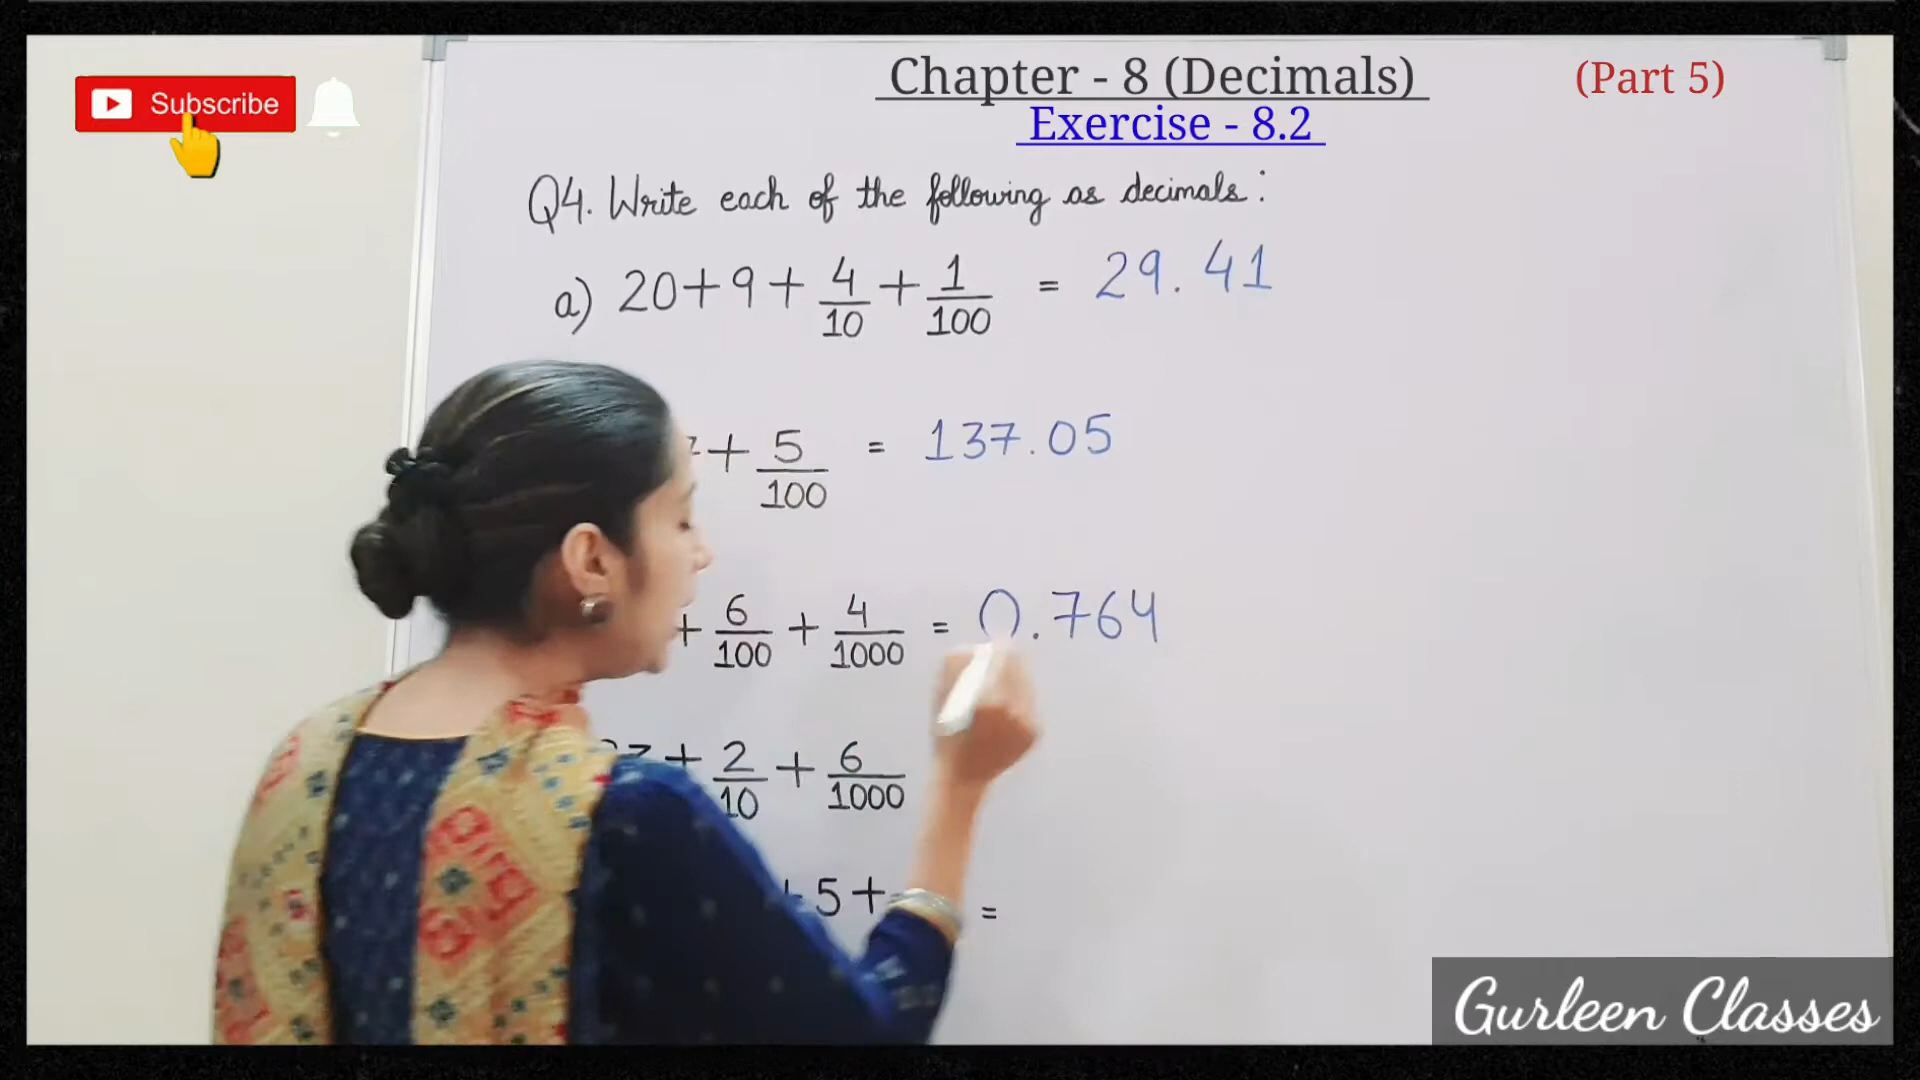 Subscribe
Chapter - 8 (Decimals)
(Part 5)
Exercise - 8.2
Q4. Write each of the following as decimals:
a) 20 + 9 + 4/10 + 1/100 = 29.41
+ 5/100 = 137.05
+ 6/100 + 4/1000 = 0.764
+ 2/10 + 6/1000
+ 5 + =
Gurleen Classes